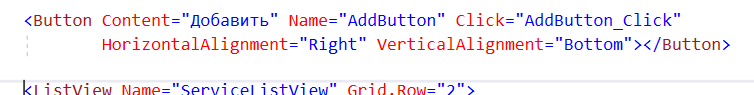 <Button Content="Добавить" Name="AddButton" Click="AddButton_Click"
HorizontalAlignment="Right" VerticalAlignment="Bottom"></Button>
<ListView Name="ServiceListView" Grid.Row="2">